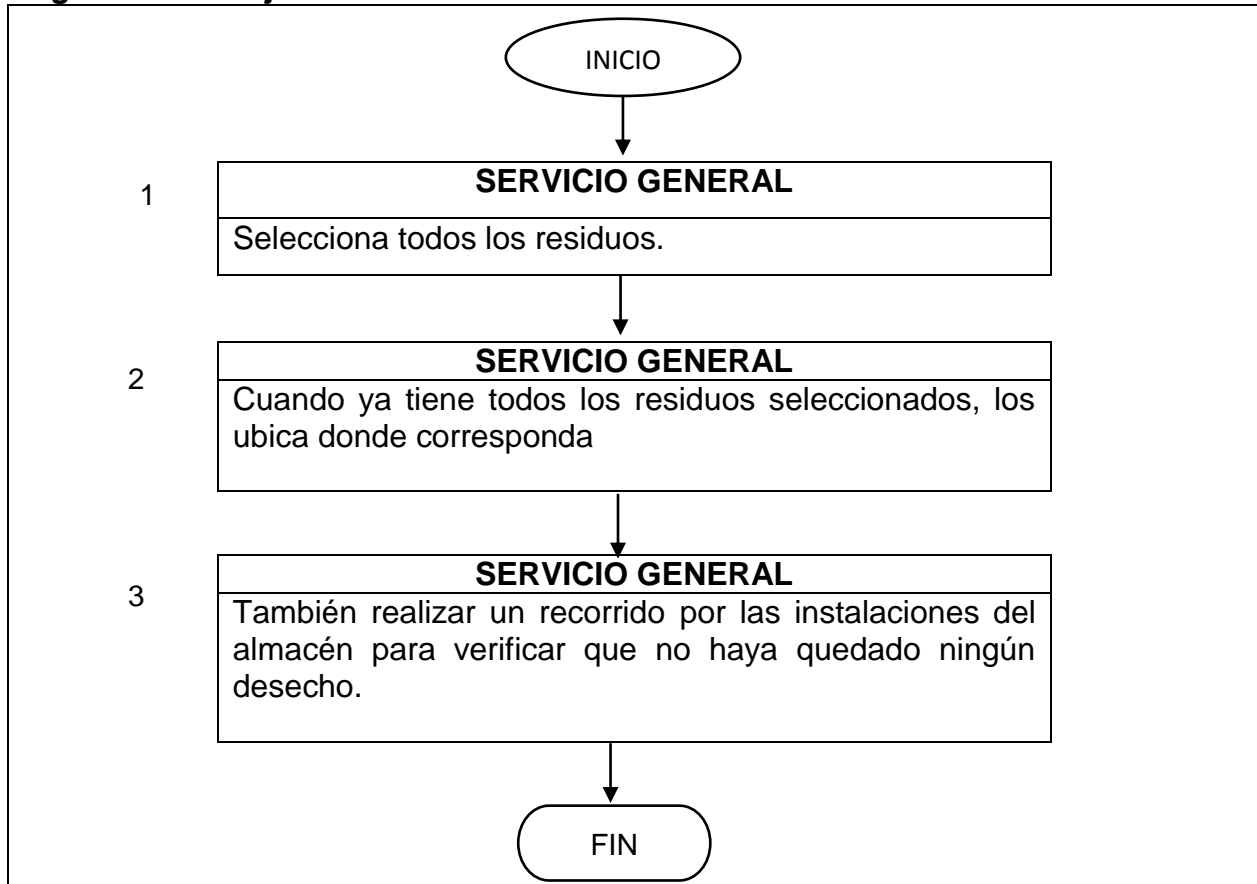 INICIO
1
SERVICIO GENERAL
Selecciona todos los residuos.
2
SERVICIO GENERAL
Cuando ya tiene todos los residuos seleccionados, los
ubica donde corresponda
3
SERVICIO GENERAL
También realizar un recorrido por las instalaciones del
almacén para verificar que no haya quedado ningún
desecho.
FIN